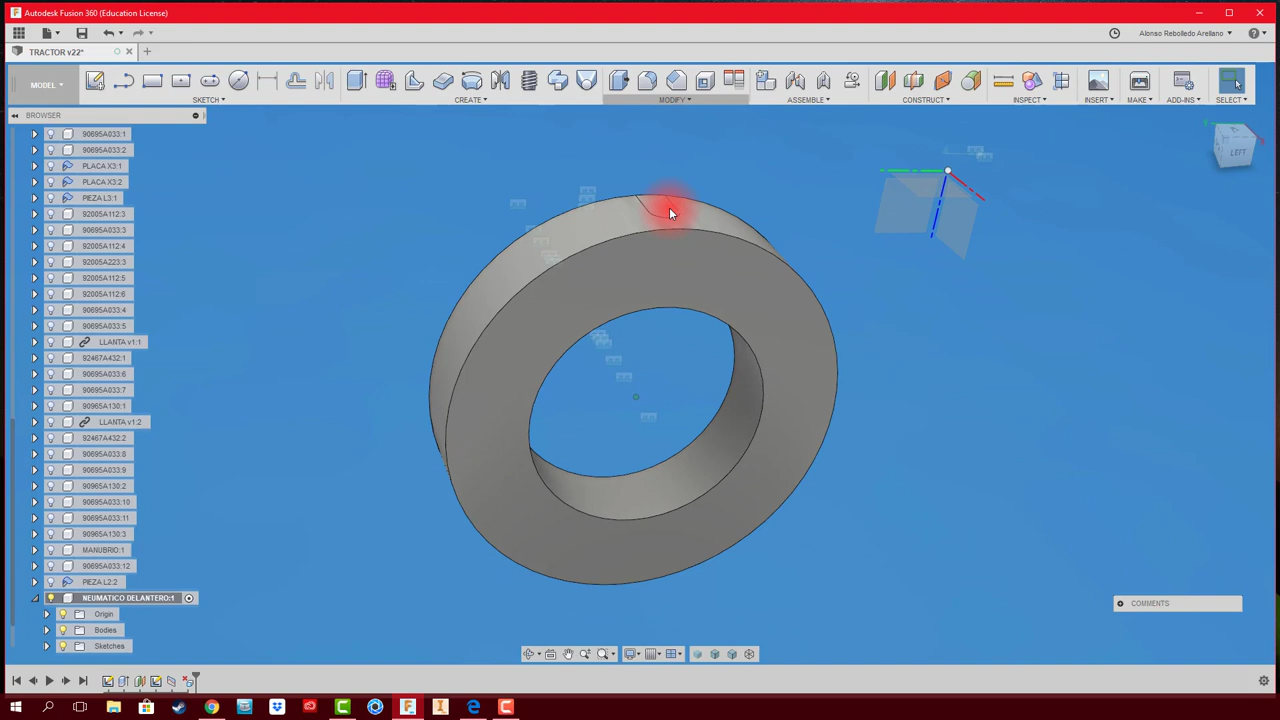 Autodesk Fusion 360 (Education License)
Alonso Rebolledo Arellano
TRACTOR v22*
MODEL
SKETCH
CREATE
MODIFY
ASSEMBLE
CONSTRUCT
INSPECT
INSERT
MAKE
ADD-INS
SELECT
BROWSER
90695A033:1
90695A033:2
PLACA X3:1
PLACA X3:2
PIEZA L3:1
92005A112:3
90695A033:3
92005A112:4
92005A223:3
92005A112:5
92005A112:6
90695A033:4
90695A033:5
LLANTA v1:1
92467A432:1
90695A033:6
90695A033:7
90965A130:1
LLANTA v1:2
92467A432:2
90695A033:8
90695A033:9
90965A130:2
90695A033:10
90695A033:11
90965A130:3
MANUBRIO:1
90695A033:12
PIEZA L2:2
NEUMATICO DELANTERO:1
Origin
Bodies
Sketches
LEFT
COMMENTS